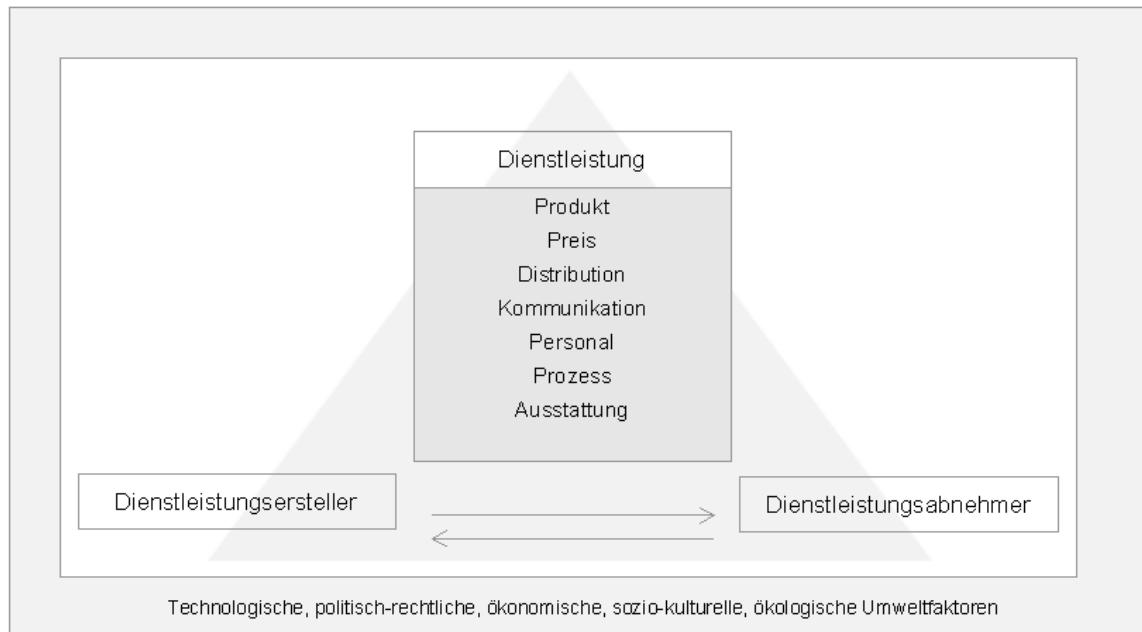 Dienstleistung
Produkt
Preis
Distribution
Kommunikation
Personal
Prozess
Ausstattung
Dienstleistungsersteller
Dienstleistungsabnehmer
Technologische, politisch-rechtliche, ökonomische, sozio-kulturelle, ökologische Umweltfaktoren